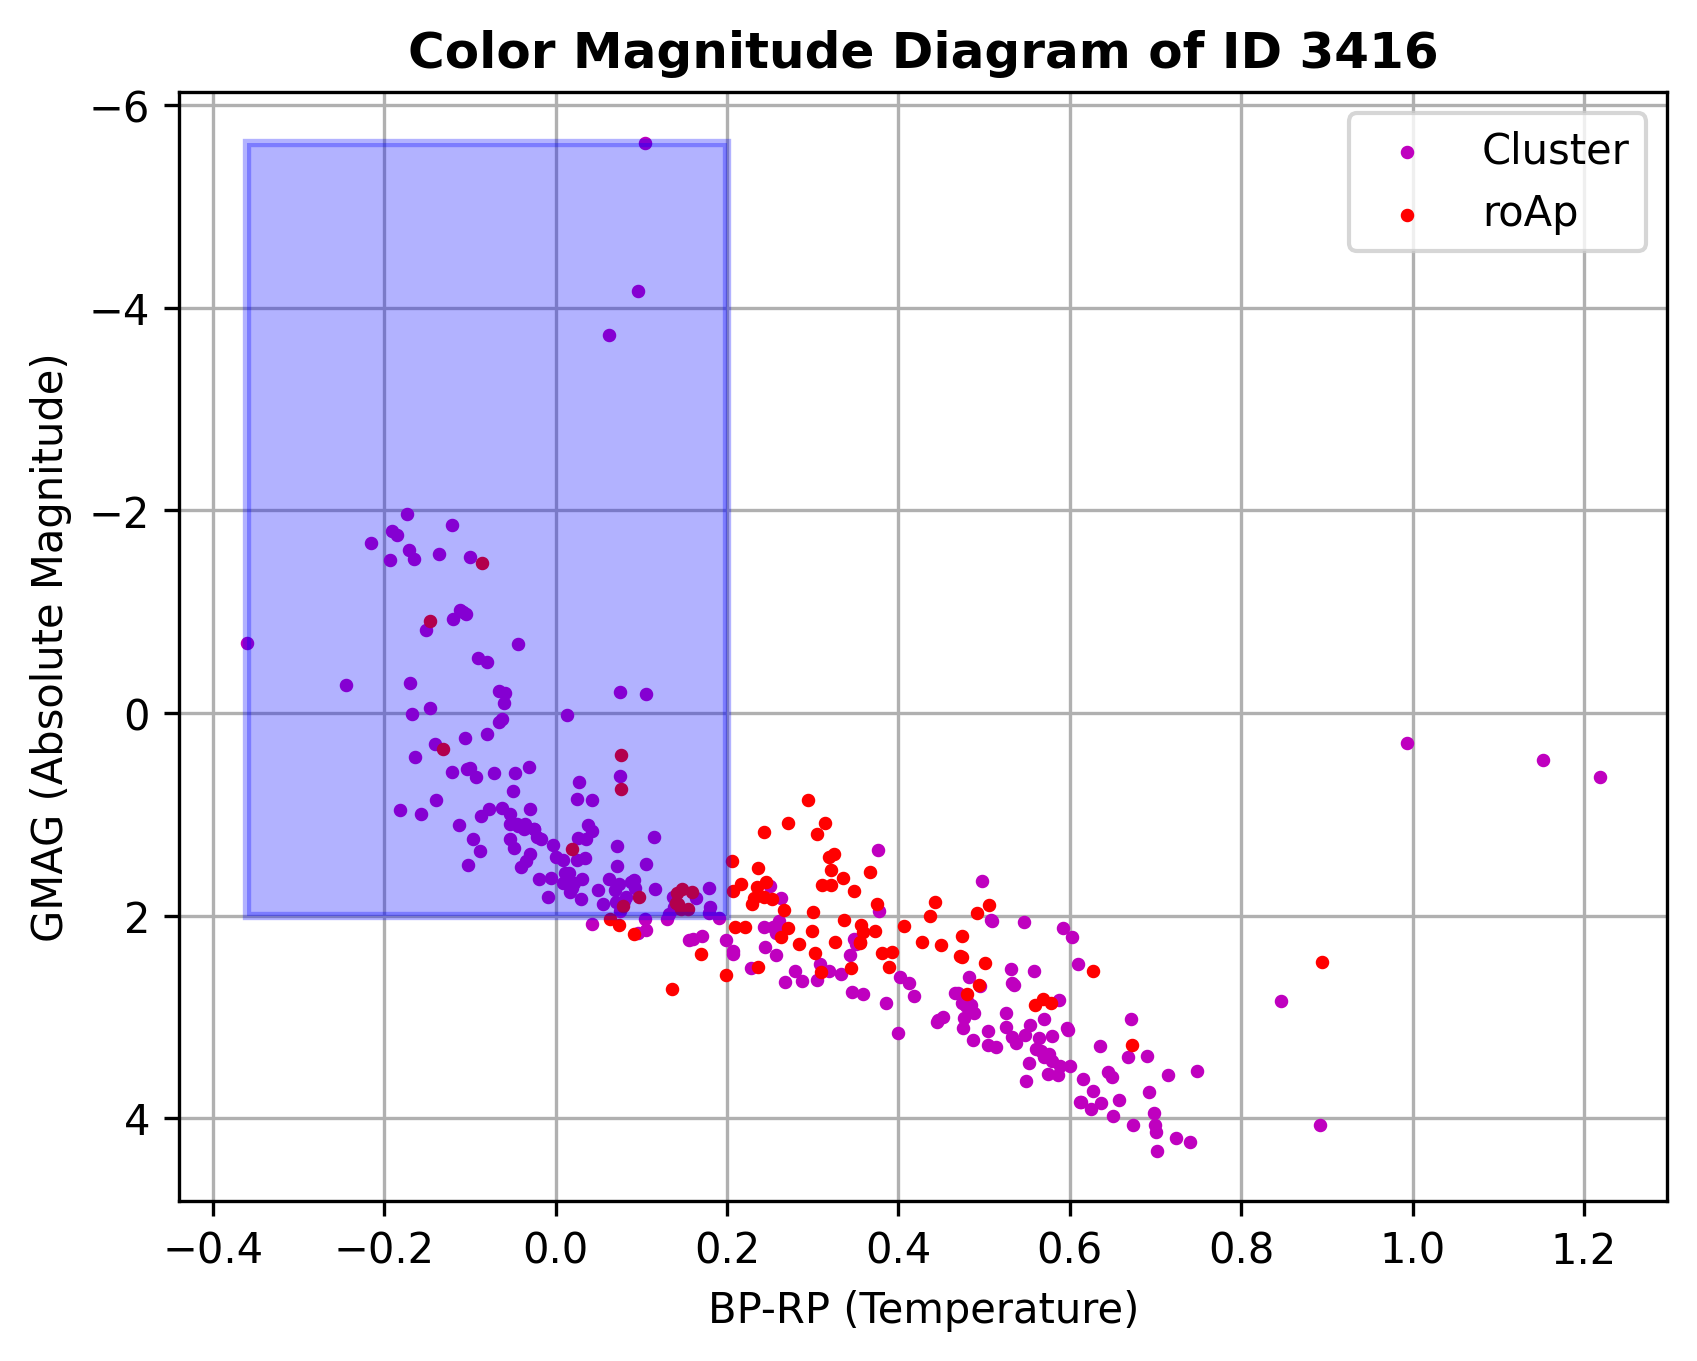 Color Magnitude Diagram of ID 3416
−6
−4
−2
0
2
4
GMAG (Absolute Magnitude)
Cluster
roAp
−0.4 −0.2 0.0 0.2 0.4 0.6 0.8 1.0 1.2
BP-RP (Temperature)